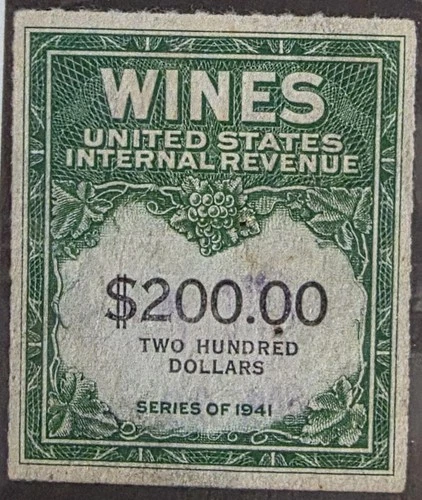 WINES
UNITED STATES
INTERNAL REVENUE
$200.00
TWO HUNDRED
DOLLARS
SERIES OF 1941